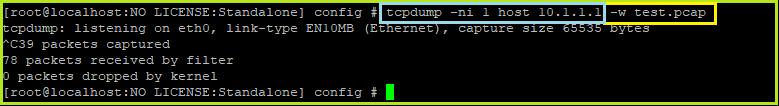 [root@localhost:NO LICENSE:Standalone] config # tcpdump -ni 1 host 10.1.1.1 -w test.pcap
tcpdump: listening on eth0, link-type EN10MB (Ethernet), capture size 65535 bytes
^C39 packets captured
78 packets received by filter
0 packets dropped by kernel
[root@localhost:NO LICENSE:Standalone] config #